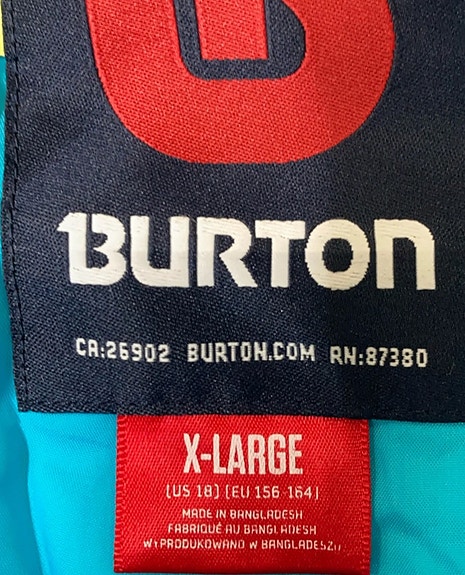 BURTON
CA:26902 BURTON.COM RN:87380
X-LARGE
[US 18] [EU 156-164]
MADE IN BANGLADESH
FABRIQUÉ AU BANGLADESH
WYPRODUKOWANO W BANGLADESZU